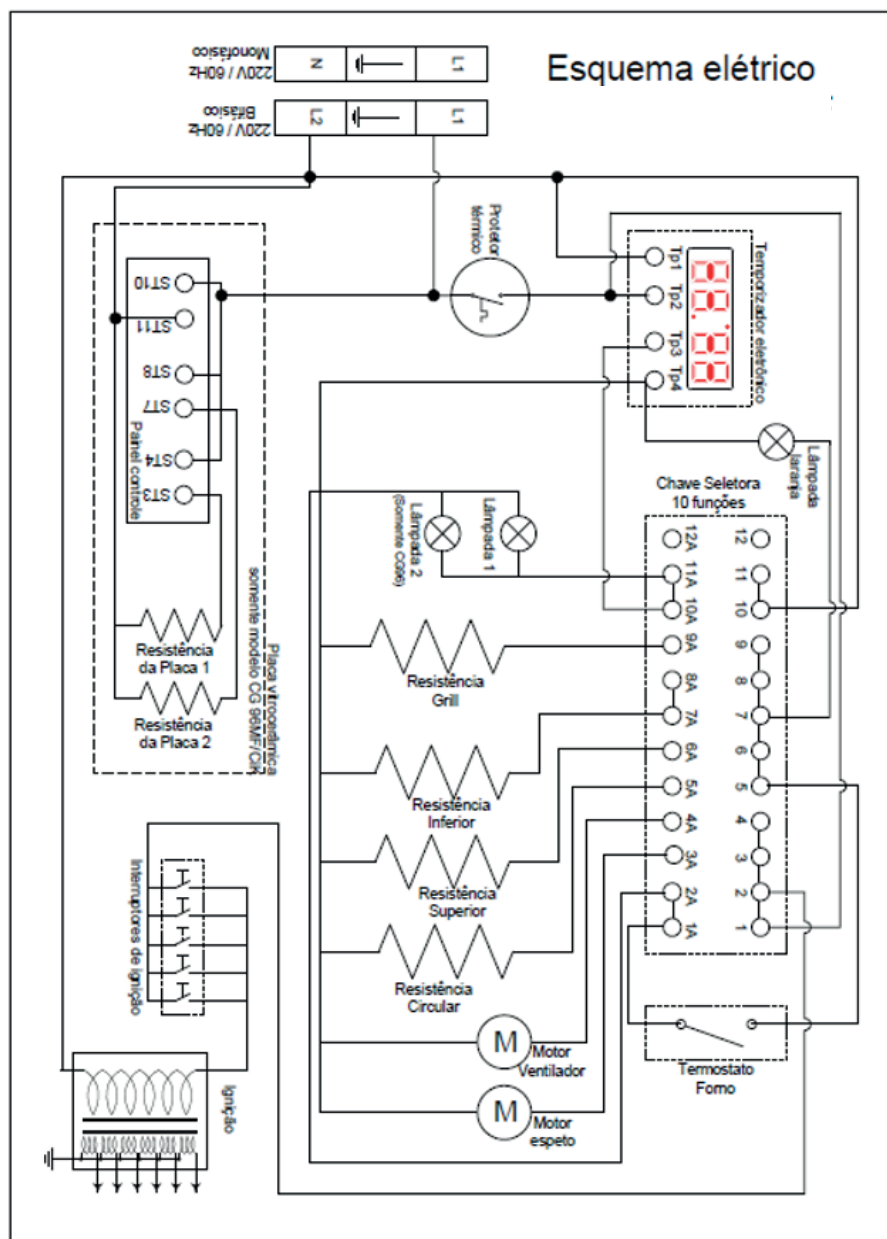 Esquema elétrico
220V / 60Hz
Monofásico
N
L1
220V / 60Hz
Bifásico
L2
L1
Protetor
térmico
Temporizador eletrônico
Tp1
Tp2
Tp3
Tp4
Lâmpada
laranja
ST10
ST11
ST8
ST7
ST4
ST3
Painel controle
Resistência
da Placa 1
Resistência
da Placa 2
Placa vitrocerâmica
somente modelo CG 96MF/CIK
Chave Seletora
10 funções
12A
12
11A
11
10A
10
9A
9
8A
8
7A
7
6A
6
5A
5
4A
4
3A
3
2A
2
1A
1
Lâmpada 1
Lâmpada 2
(Somente CG96)
Resistência
Grill
Resistência
Inferior
Resistência
Superior
Resistência
Circular
M
Motor
Ventilador
M
Motor
espeto
Termostato
Forno
Interruptores de ignição
Ignição